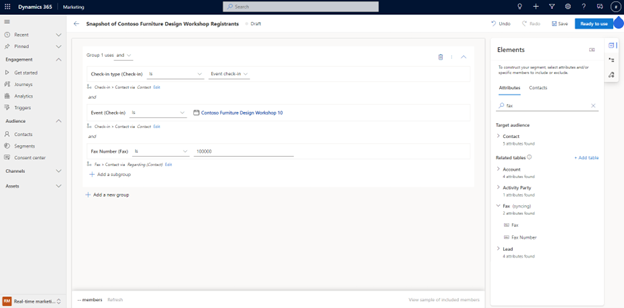 Dynamics 365 Marketing Search
Snapshot of Contoso Furniture Design Workshop Registrants Draft Undo Redo Save Ready to use
Home
Recent
Pinned
Engagement
Get started
Journeys
Analytics
Triggers
Audience
Contacts
Segments
Consent center
Channels
Assets
Real-time marketi...
Group 1 uses and
Check-in type (Check-in) Is Event check-in
Check-in + Contact via Contact Edit
and
Event (Check-in) Is Contoso Furniture Design Workshop 10
Check-in + Contact via Contact Edit
and
Fax Number (Fax) Is 100000
Fax + Contact via Regarding (Contact) Edit
Add a subgroup
Add a new group
-- members Refresh View sample of included members
Elements
To construct your segment, select attributes and/or
specific members to include or exclude.
Attributes Contacts
fax
Target audience
Contact
5 attributes found
Related tables + Add table
Account
4 attributes found
Activity Party
1 attributes found
Fax (syncing)
2 attributes found
Fax
Fax Number
Lead
4 attributes found